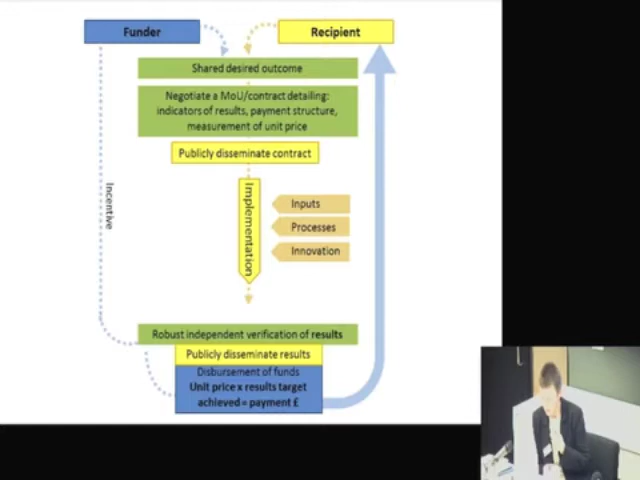 Funder
Recipient
Shared desired outcome
Negotiate a MoU/contract detailing:
indicators of results, payment structure,
measurement of unit price
Publicly disseminate contract
Incentive
Implementation
Inputs
Processes
Innovation
Robust independent verification of results
Publicly disseminate results
Disbursement of funds
Unit price x results target
achieved = payment £